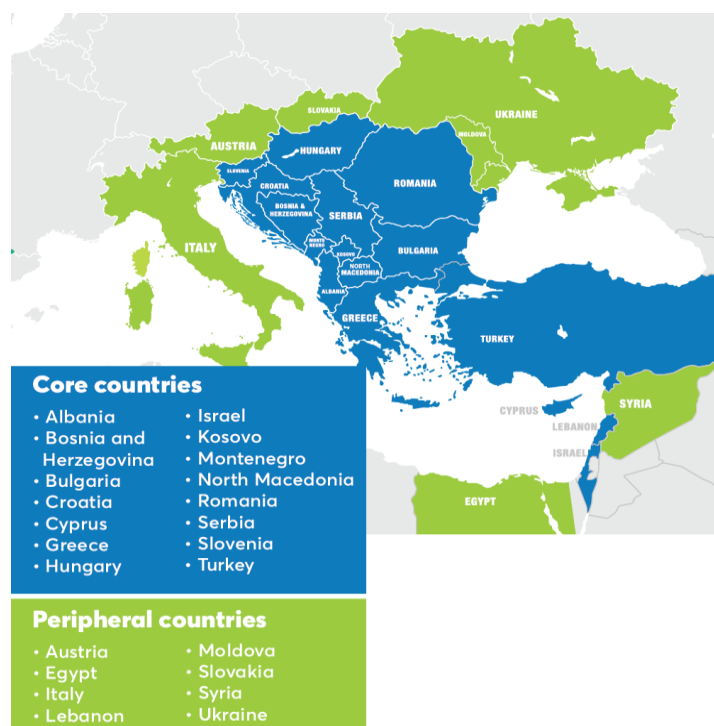 SLOVAKIA
UKRAINE
AUSTRIA
MOLDOVA
HUNGARY
SLOVENIA
CROATIA
ROMANIA
BOSNIA &
HERZEGOVINA
SERBIA
ITALY
MONTE
NEGRO
KOSOVO
BULGARIA
NORTH
MACEDONIA
ALBANIA
GREECE
TURKEY
CYPRUS
SYRIA
LEBANON
ISRAEL
EGYPT
Core countries
• Albania
• Bosnia and
Herzegovina
• Bulgaria
• Croatia
• Cyprus
• Greece
• Hungary
• Israel
• Kosovo
• Montenegro
• North Macedonia
• Romania
• Serbia
• Slovenia
• Turkey
Peripheral countries
• Austria
• Egypt
• Italy
• Lebanon
• Moldova
• Slovakia
• Syria
• Ukraine